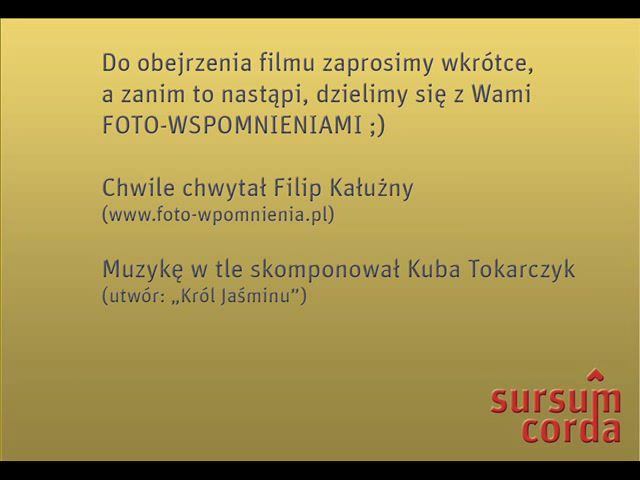 Do obejrzenia filmu zaprosimy wkrótce,
a zanim to nastąpi, dzielimy się z Wami
FOTO-WSPOMNIENIAMI ;)
Chwile chwytał Filip Kałużny
(www.foto-wpomnienia.pl)
Muzykę w tle skomponował Kuba Tokarczyk
(utwór: „Król Jaśminu”)
sursum
corda